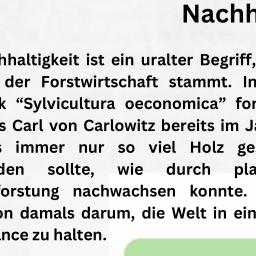 Nachh
hhaltigkeit ist ein uralter Begriff,
der Forstwirtschaft stammt. In
k “Sylvicultura oeconomica” for
s Carl von Carlowitz bereits im Ja
s immer nur so viel Holz ge
den sollte, wie durch pla
forstung nachwachsen konnte.
on damals darum, die Welt in ein
ance zu halten.